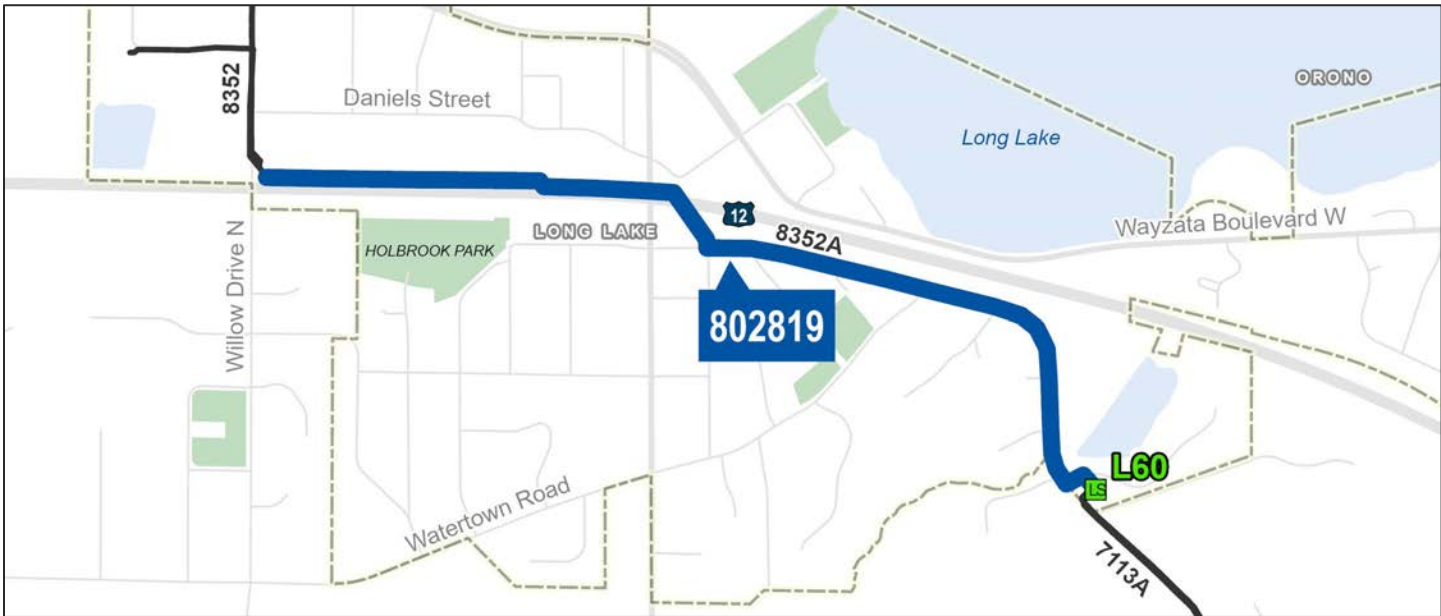 ORONO
8352
Daniels Street
Long Lake
12
Wayzata Boulevard W
LONG LAKE
8352A
HOLBROOK PARK
Willow Drive N
802819
L60
LS
Watertown Road
7113A